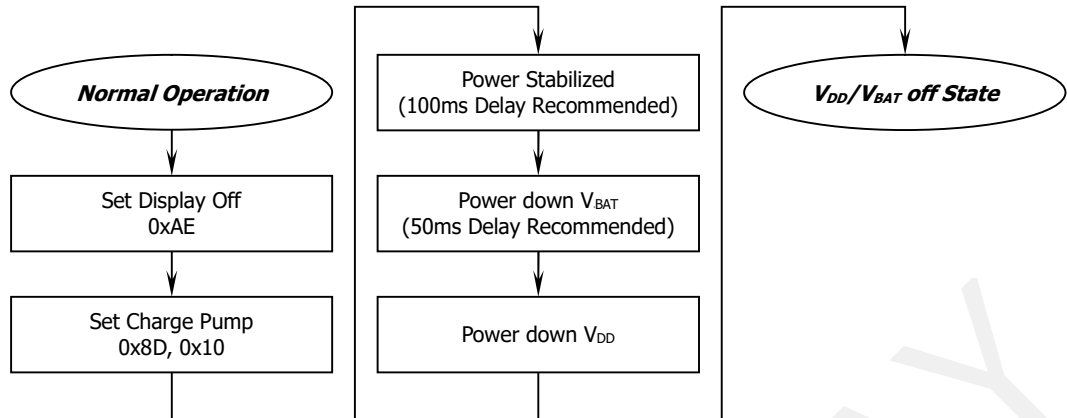 Normal Operation
Set Display Off
0xAE
Set Charge Pump
0x8D, 0x10
Power Stabilized
(100ms Delay Recommended)
Power down VBAT
(50ms Delay Recommended)
Power down VDD
VDD/VBAT off State